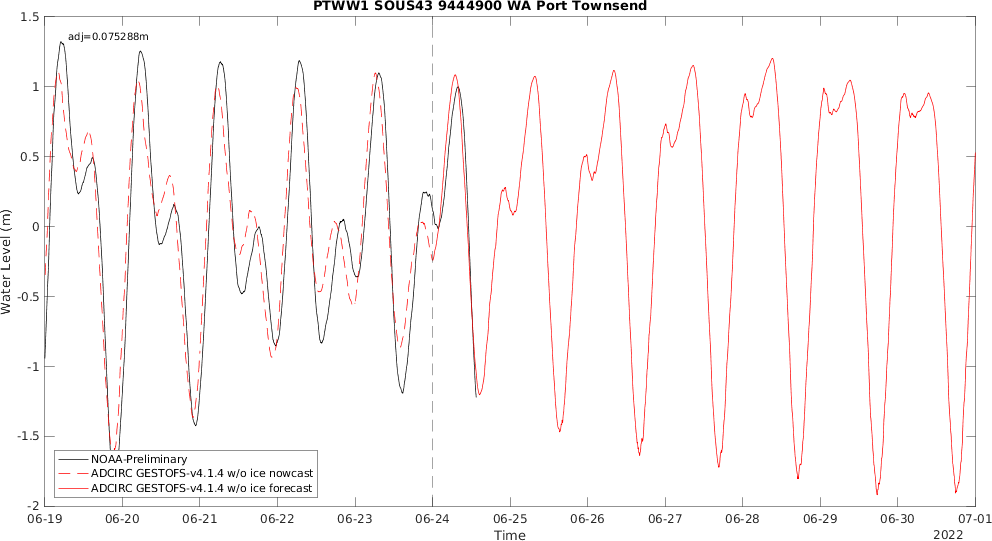 PTWW1 SOUS43 9444900 WA Port Townsend
adj=0.075288m
1.5
1
0.5
0
-0.5
-1
-1.5
-2
Water Level (m)
NOAA-Preliminary
ADCIRC GESTOFS-v4.1.4 w/o ice nowcast
ADCIRC GESTOFS-v4.1.4 w/o ice forecast
06-19 06-20 06-21 06-22 06-23 06-24 06-25 06-26 06-27 06-28 06-29 06-30 07-01
Time
2022